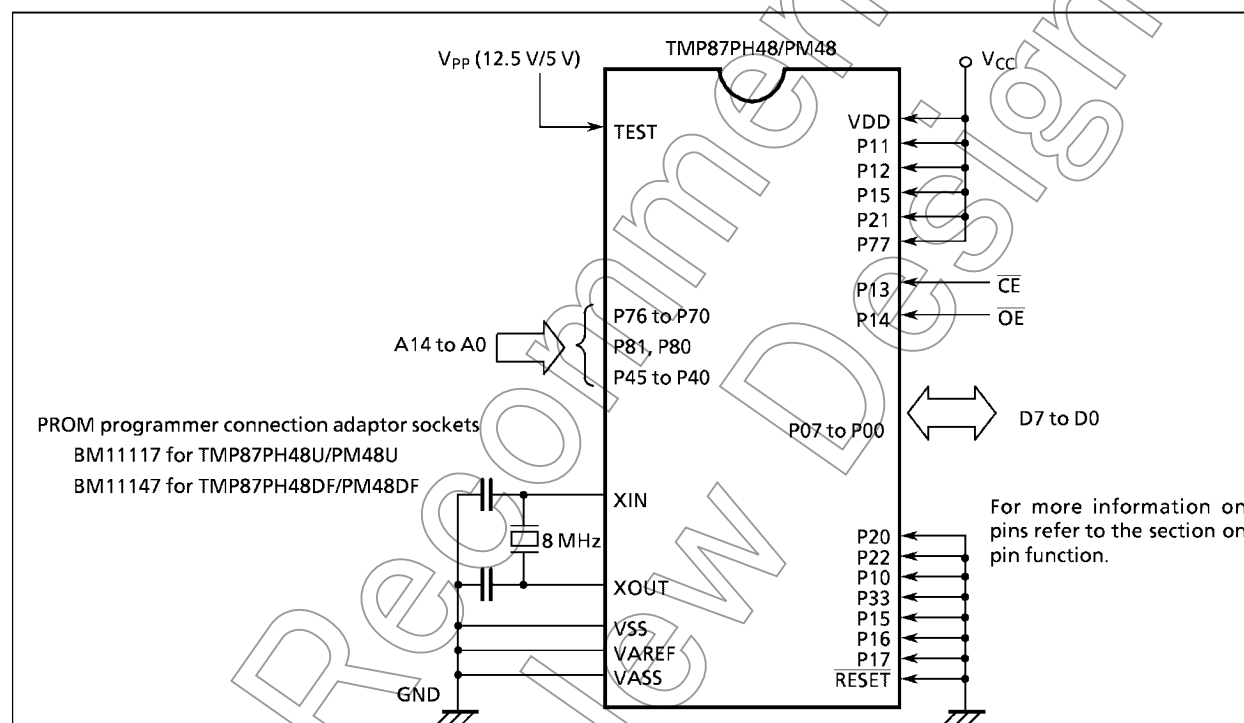 TMP87PH48/PM48
VPP (12.5 V/5 V)
VCC
TEST
VDD
P11
P12
P15
P21
P77
P13
CE
P14
OE
A14 to A0
P76 to P70
P81, P80
P45 to P40
P07 to P00
D7 to D0
PROM programmer connection adaptor sockets
BM11117 for TMP87PH48U/PM48U
BM11147 for TMP87PH48DF/PM48DF
XIN
8 MHz
XOUT
VSS
VAREF
VASS
GND
For more information on
pins refer to the section on
pin function.
P20
P22
P10
P33
P15
P16
P17
RESET
Recommen
ew Design